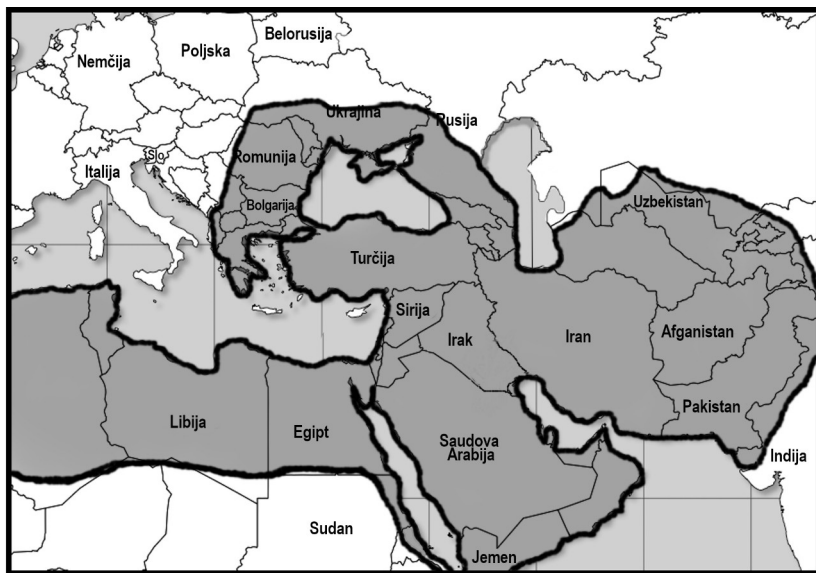 Belorusija
Poljska
Nemčija
Ukrajina
Rusija
Slo
Romunija
Italija
Bolgarija
Uzbekistan
Turčija
Sirija
Irak
Iran
Afganistan
Pakistan
Libija
Egipt
Saudova
Arabija
Indija
Sudan
Jemen